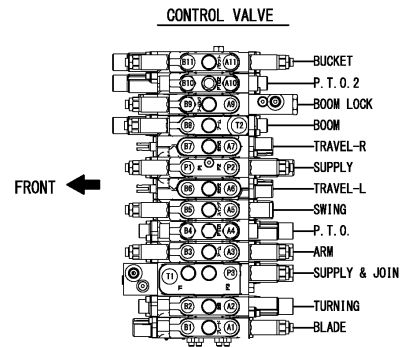 CONTROL VALVE
B11 A11 BUCKET
B10 A10 P.T.O.2
B9 A9 BOOM LOCK
B8 T2 BOOM
B7 A7 TRAVEL-R
P1 P2 SUPPLY
B6 A6 TRAVEL-L
FRONT
B5 A5 SWING
B4 A4 P.T.O.
B3 A3 ARM
T1 P3 SUPPLY & JOIN
B2 A2 TURNING
B1 A1 BLADE